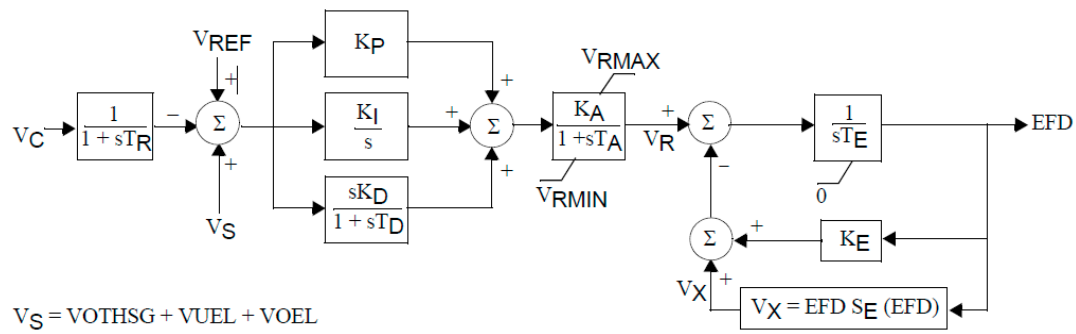 VREF
+
VC
1
1 + sTR
−
Σ
+
VS
KP
KI
s
sKD
1 + sTD
+
+
+
Σ
VRMAX
KA
1 +sTA
VRMIN
+
VR
Σ
−
1
sTE
0
EFD
Σ
+
KE
VX
+
VX = EFD SE (EFD)
VS = VOTHSG + VUEL + VOEL